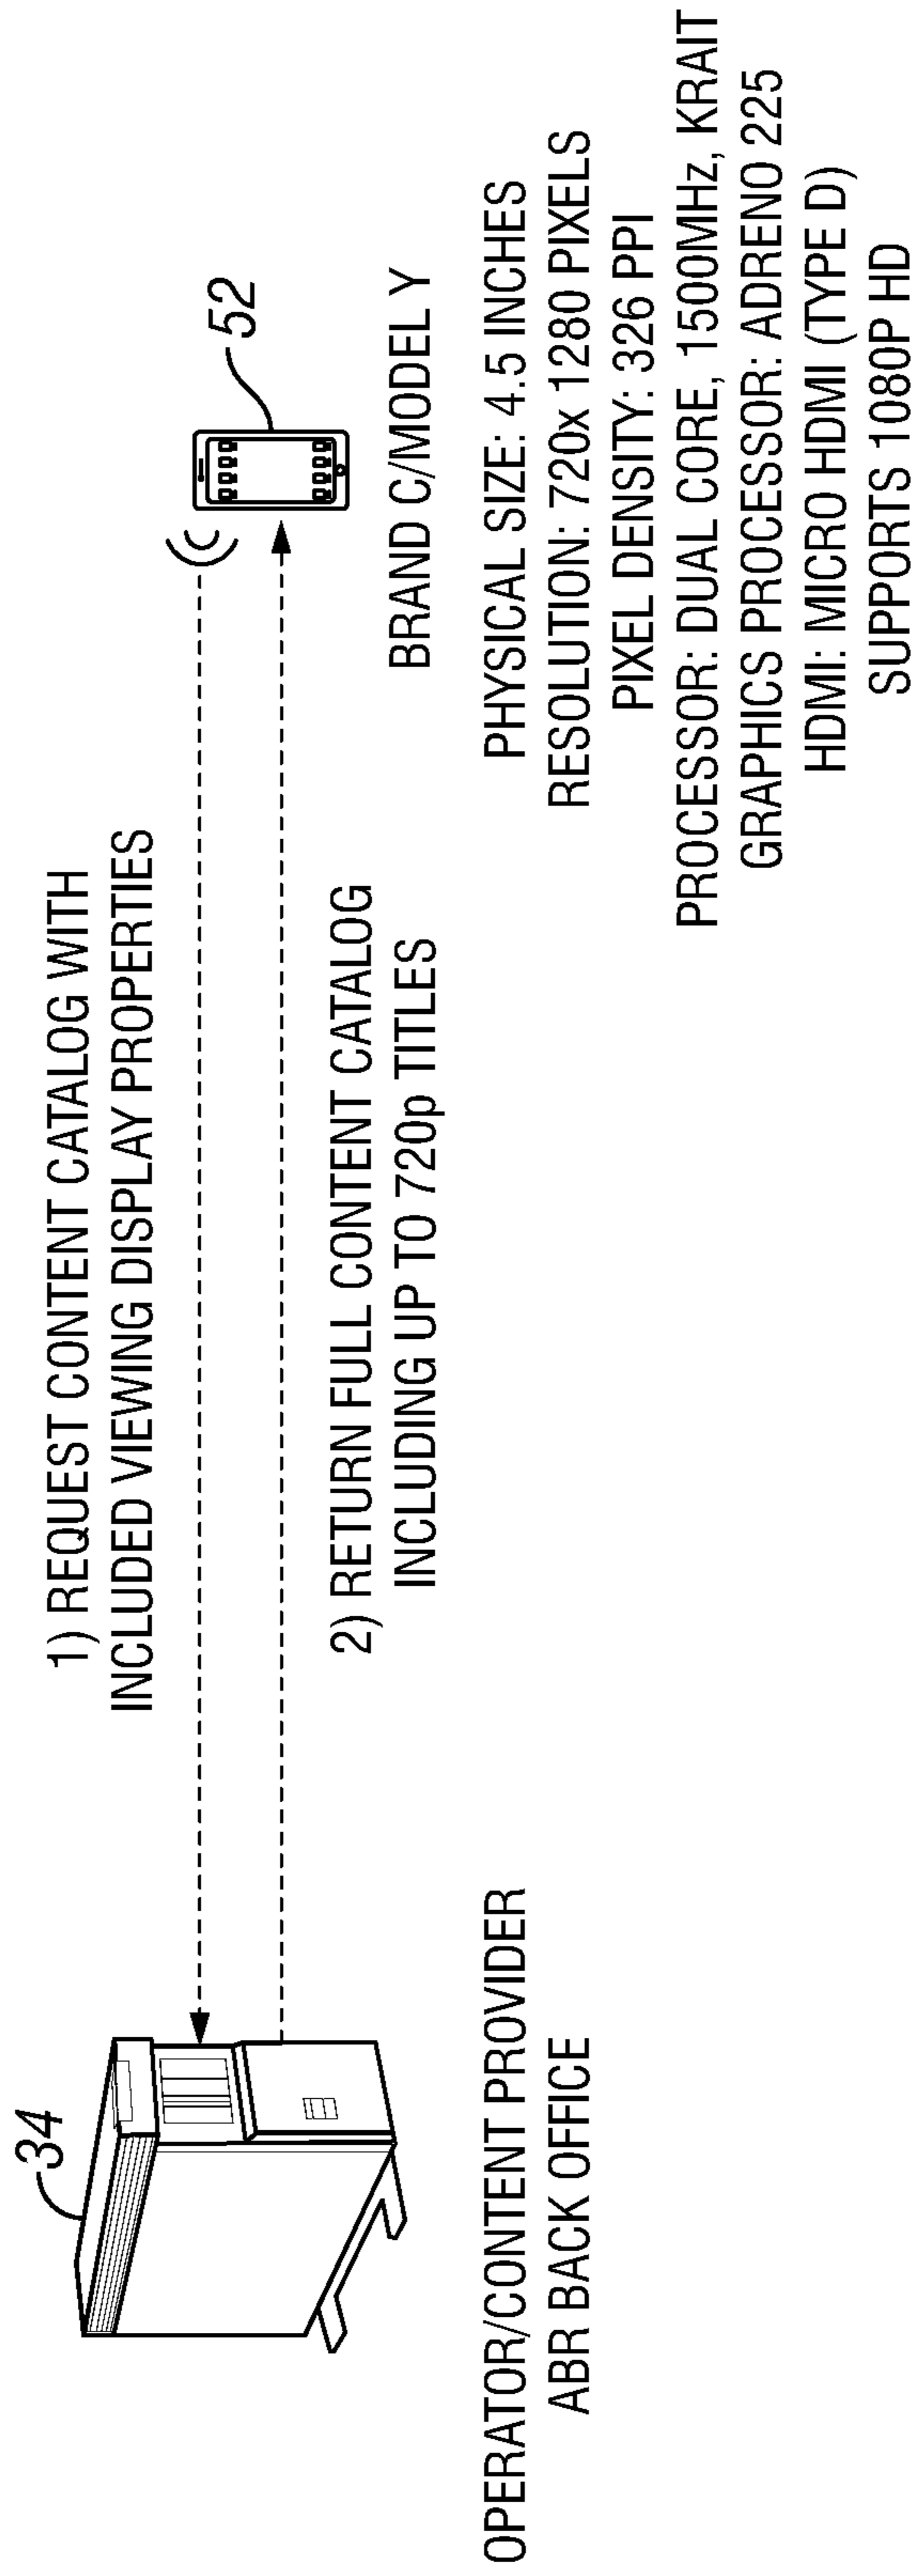 34
OPERATOR/CONTENT PROVIDER
ABR BACK OFFICE
1) REQUEST CONTENT CATALOG WITH
INCLUDED VIEWING DISPLAY PROPERTIES
2) RETURN FULL CONTENT CATALOG
INCLUDING UP TO 720p TITLES
52
BRAND C/MODEL Y
PHYSICAL SIZE: 4.5 INCHES
RESOLUTION: 720x 1280 PIXELS
PIXEL DENSITY: 326 PPI
PROCESSOR: DUAL CORE, 1500MHz, KRAIT
GRAPHICS PROCESSOR: ADRENO 225
HDMI: MICRO HDMI (TYPE D)
SUPPORTS 1080P HD